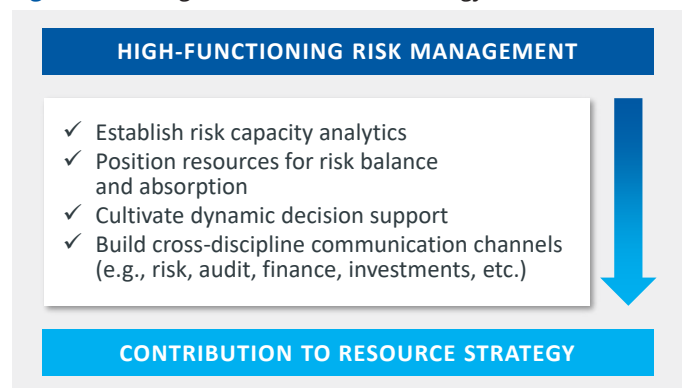 HIGH-FUNCTIONING RISK MANAGEMENT
✓ Establish risk capacity analytics
✓ Position resources for risk balance
and absorption
✓ Cultivate dynamic decision support
✓ Build cross-discipline communication channels
(e.g., risk, audit, finance, investments, etc.)
CONTRIBUTION TO RESOURCE STRATEGY